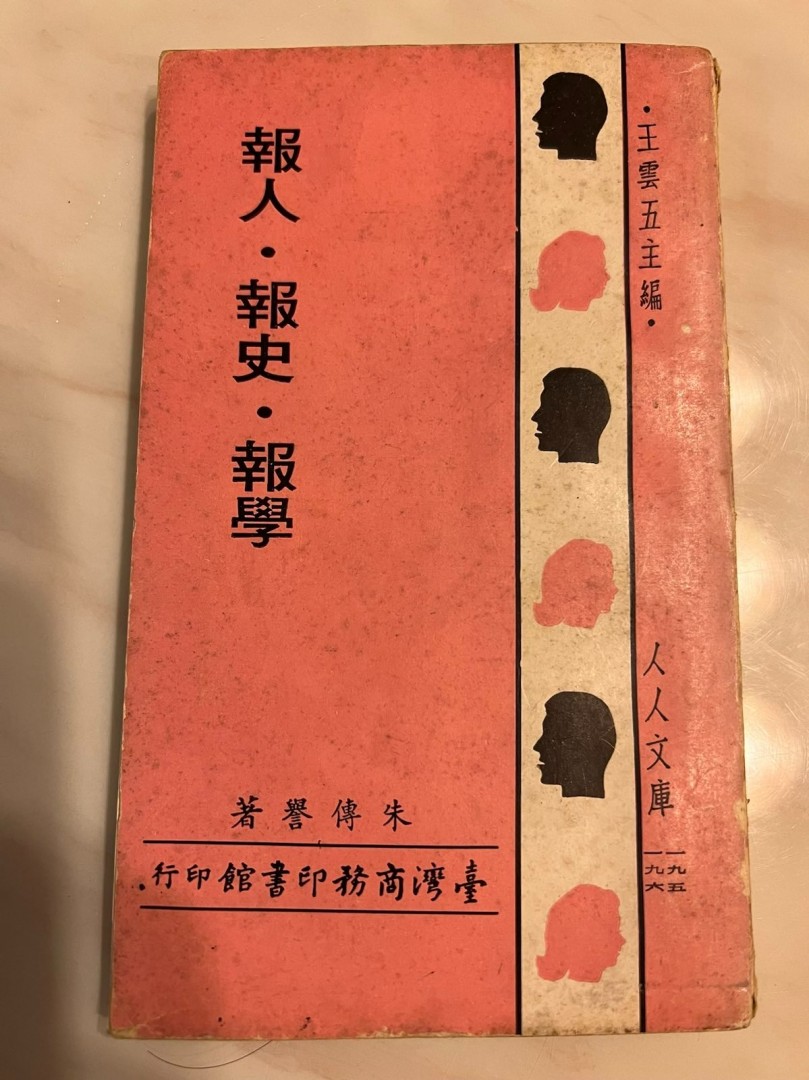 ·王雲五主編·
人人文庫
一九五
一九六
報人·報史·報學
朱傳譽著
臺灣商務印書館印行·